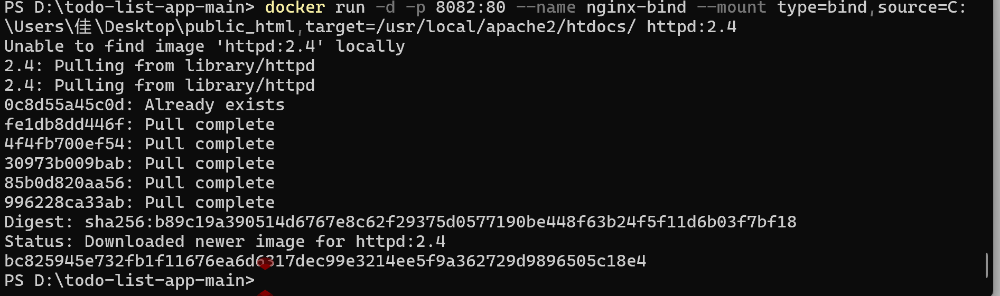 PS D:\todo-list-app-main> docker run -d -p 8082:80 --name nginx-bind --mount type=bind,source=C:
\Users\佳\Desktop\public_html,target=/usr/local/apache2/htdocs/ httpd:2.4
Unable to find image 'httpd:2.4' locally
2.4: Pulling from library/httpd
2.4: Pulling from library/httpd
0c8d55a45c0d: Already exists
fe1db8dd446f: Pull complete
4f4fb700ef54: Pull complete
30973b009bab: Pull complete
85b0d820aa56: Pull complete
996228ca33ab: Pull complete
Digest: sha256:b89c19a390514d6767e8c62f29375d0577190be448f63b24f5f11d6b03f7bf18
Status: Downloaded newer image for httpd:2.4
bc825945e732fb1f11676ea6d6317dec99e3214ee5f9a362729d9896505c18e4
PS D:\todo-list-app-main>